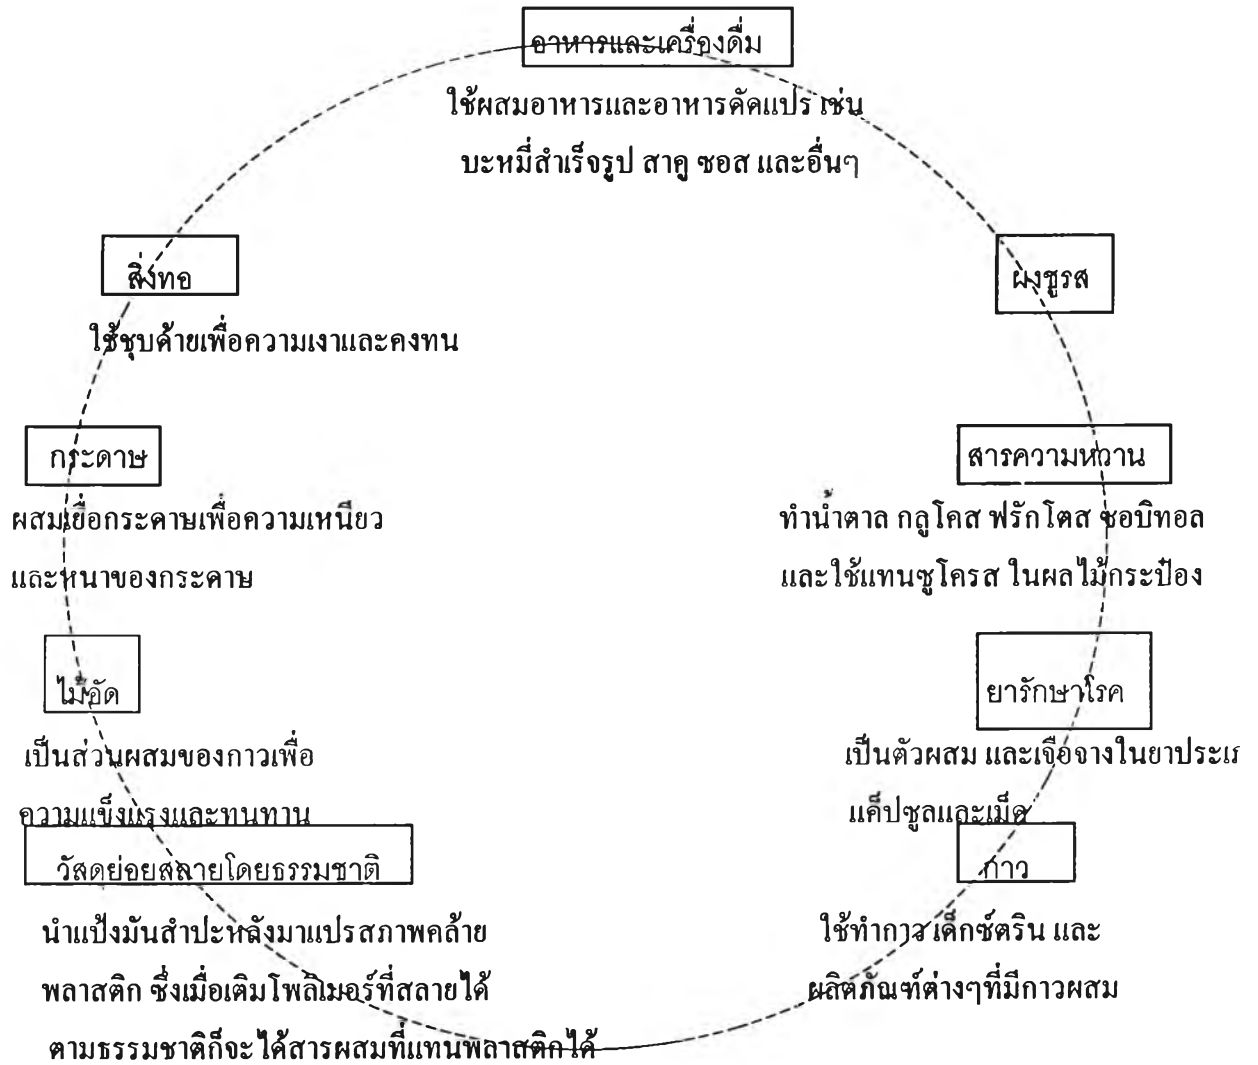 อาหารและเครื่องดื่ม
ใช้ผสมอาหารและอาหารดัดแปร เช่น
บะหมี่สำเร็จรูป สาคู ซอส และอื่นๆ
สิ่งทอ
ใช้ชุบด้ายเพื่อความเงาและคงทน
ผงชูรส
กระดาษ
ผสมเยื่อกระดาษเพื่อความเหนียว
และหนาของกระดาษ
สารความหวาน
ทำน้ำตาล กลูโคส ฟรักโตส ซอบิทอล
และใช้แทนซูโครส ในผลไม้กระป๋อง
ไม้อัด
เป็นส่วนผสมของกาวเพื่อ
ความแข็งแรงและทนทาน
ยารักษาโรค
เป็นตัวผสม และเจือจางในยาประเภ
แค็ปซูลและเม็ด
วัสดย่อยสลายโดยธรรมชาติ
นำแป้งมันสำปะหลังมาแปรสภาพคล้าย
พลาสติก ซึ่งเมื่อเติมโพลิเมอร์ที่สลายได้
ตามธรรมชาติก็จะได้สารผสมที่แทนพลาสติกได้
กาว
ใช้ทำกาวเด็กซ์ตริน และ
ผลิตภัณฑ์ต่างๆที่มีกาวผสม